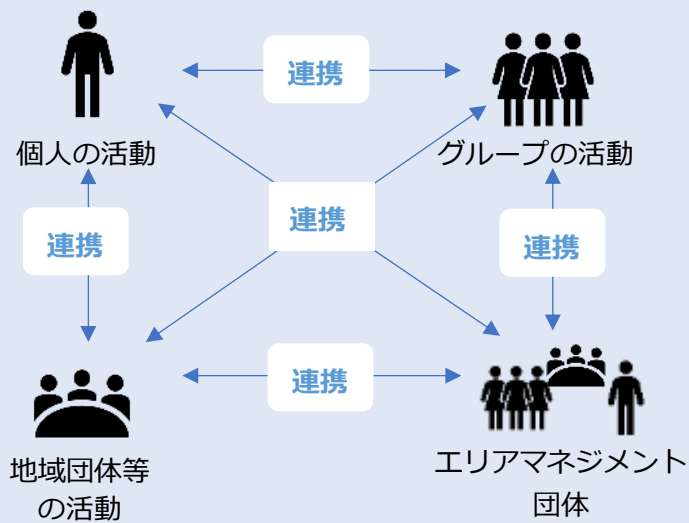 連携
個人の活動
グループの活動
連携
連携
連携
連携
地域団体等
の活動
エリアマネジメント
団体